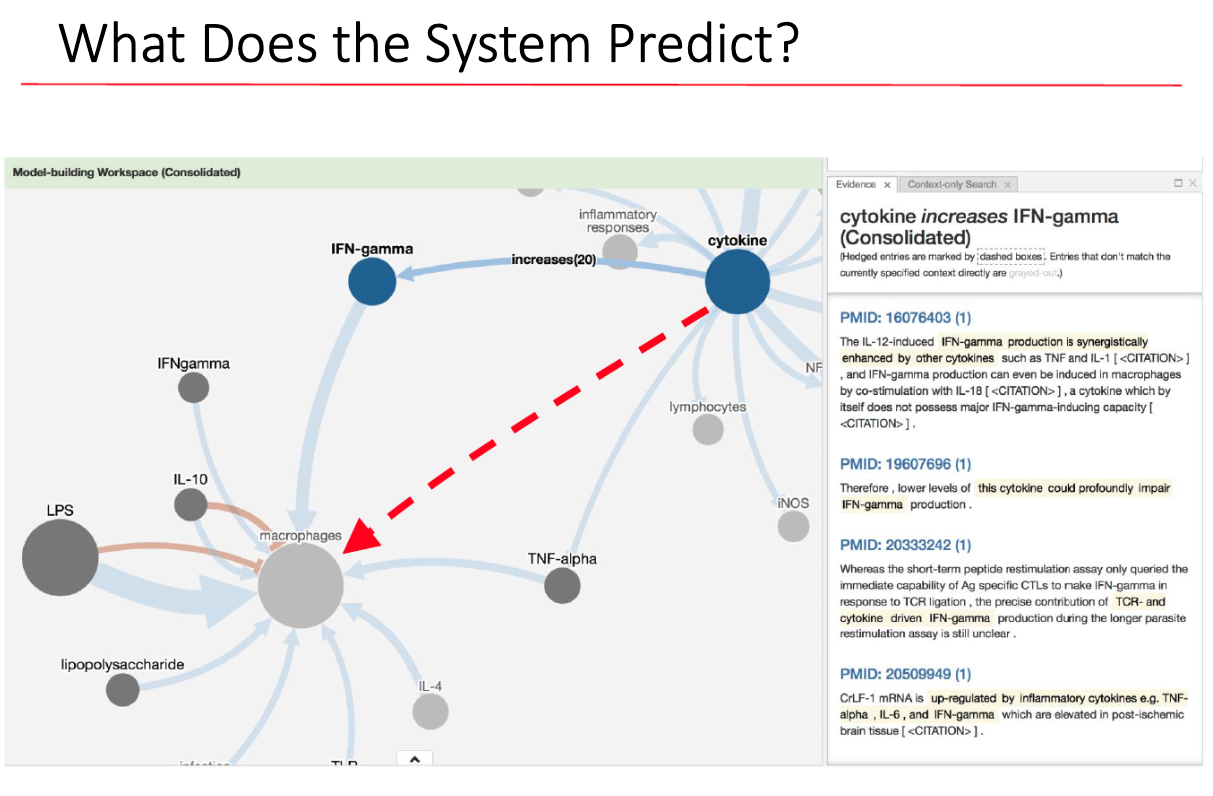 What Does the System Predict?
Model-building Workspace (Consolidated)
inflammatory
responses
IFN-gamma
increases(20)
cytokine
IFNgamma
NF
lymphocytes
IL-10
LPS
macrophages
iNOS
TNF-alpha
lipopolysaccharide
IL-4
Evidence x
Context-only Search x
cytokine increases IFN-gamma
(Consolidated)
(Hedged entries are marked by dashed boxes. Entries that don't match the
currently specified context directly are grayed-out.)
PMID: 16076403 (1)
The IL-12-induced IFN-gamma production is synergistically
enhanced by other cytokines such as TNF and IL-1 [ <CITATION> ]
, and IFN-gamma production can even be induced in macrophages
by co-stimulation with IL-18 [ <CITATION> ] , a cytokine which by
itself does not possess major IFN-gamma-inducing capacity [
<CITATION> ] .
PMID: 19607696 (1)
Therefore , lower levels of this cytokine could profoundly impair
IFN-gamma production .
PMID: 20333242 (1)
Whereas the short-term peptide restimulation assay only queried the
immediate capability of Ag specific CTLs to make IFN-gamma in
response to TCR ligation , the precise contribution of TCR- and
cytokine driven IFN-gamma production during the longer parasite
restimulation assay is still unclear .
PMID: 20509949 (1)
CrLF-1 mRNA is up-regulated by inflammatory cytokines e.g. TNF-
alpha , IL-6 , and IFN-gamma which are elevated in post-ischemic
brain tissue [ <CITATION> ] .